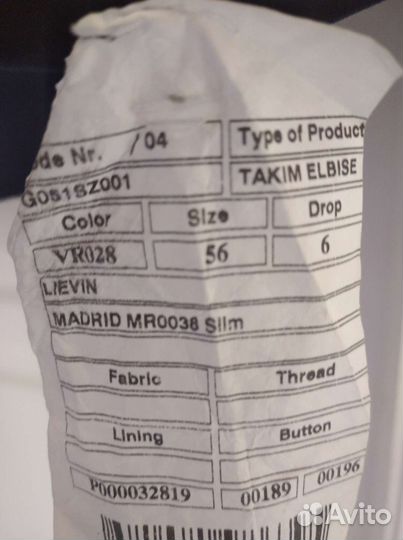 ode Nr. /04 Type of Product
G051SZ001 TAKIM ELBISE
Color Size Drop
VR028 56 6
LIEVIN
MADRID MR0038 Slim
Fabric Thread
Lining Button
P000032819 00189 00196
Avito